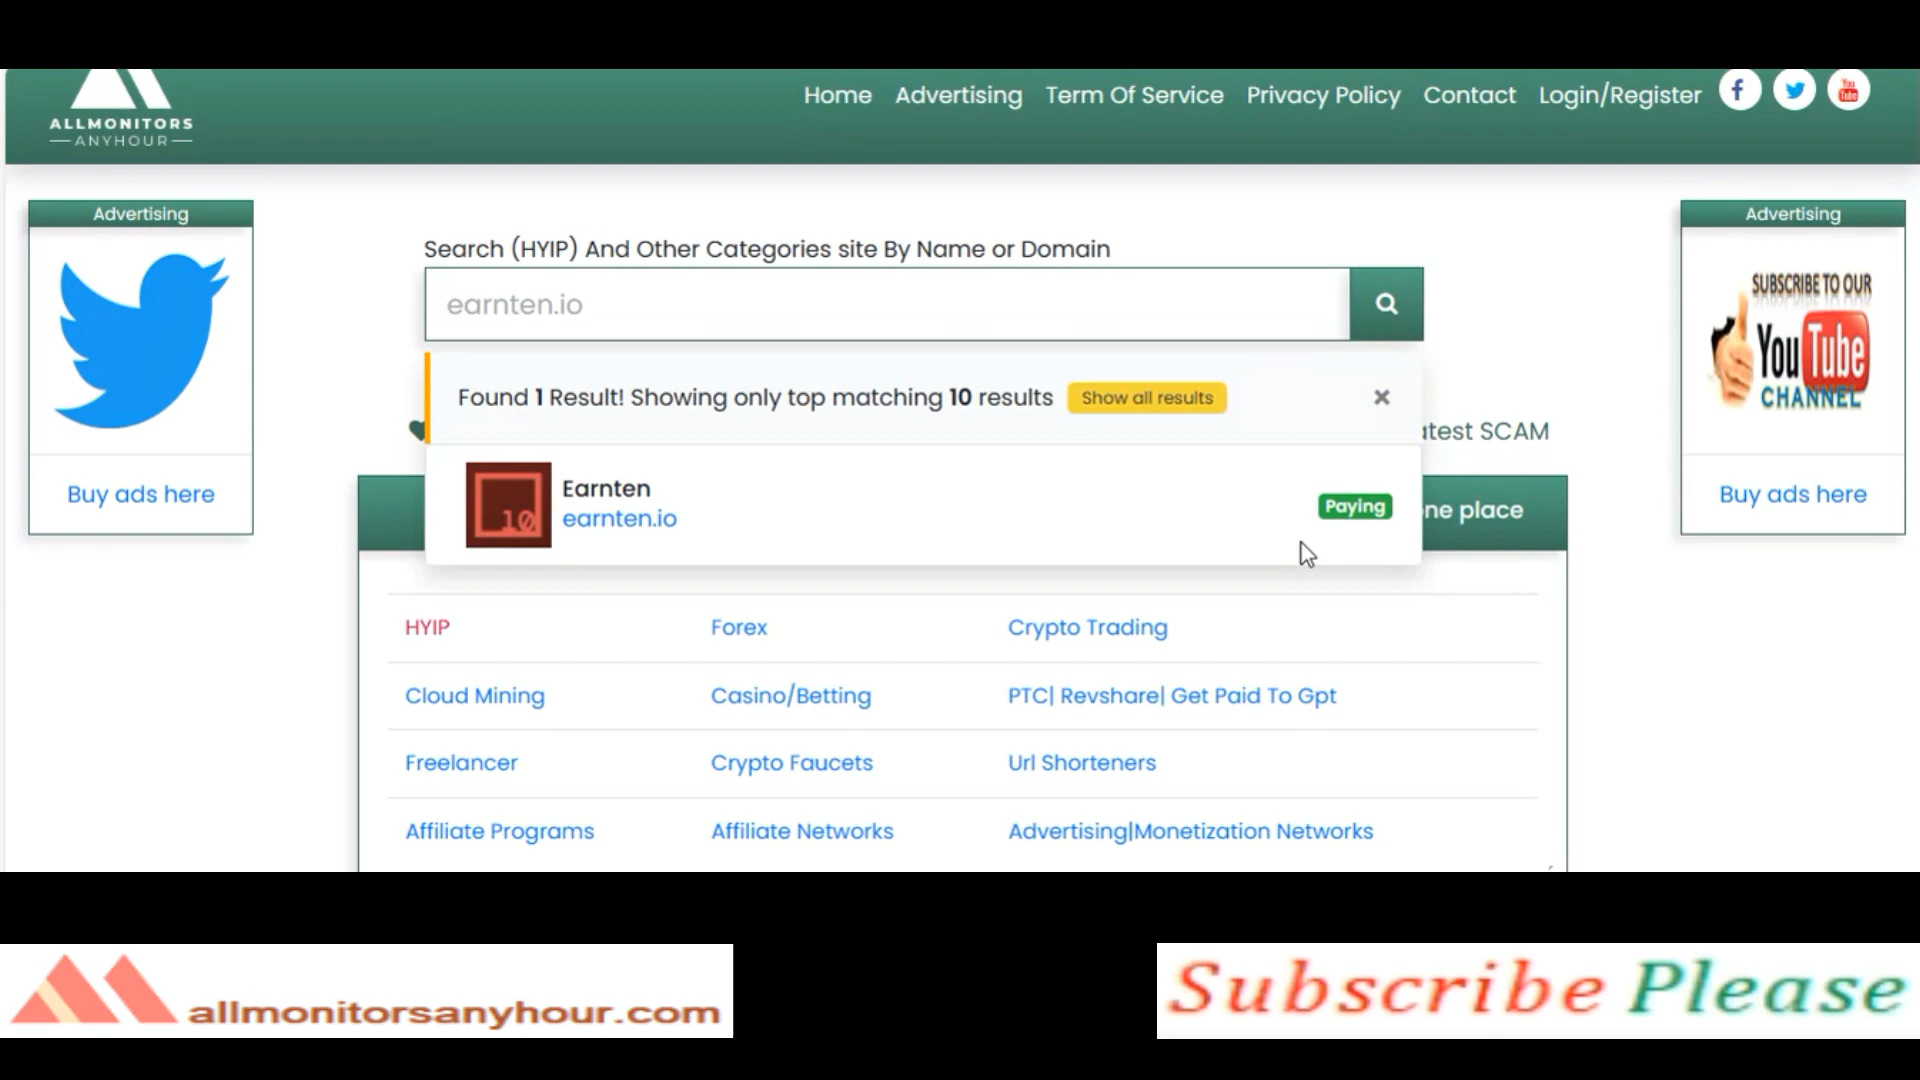 ALLMONITORS
ANYHOUR
Home Advertising Term Of Service Privacy Policy Contact Login/Register
You Tube
Advertising
Buy ads here
Search (HYIP) And Other Categories site By Name or Domain
earnten.io
Found 1 Result! Showing only top matching 10 results Show all results ×
SCAM
10
Earnten
earnten.io
Paying
place
HYIP Forex Crypto Trading
Cloud Mining Casino/Betting PTC| Revshare| Get Paid To Gpt
Freelancer Crypto Faucets Url Shorteners
Affiliate Programs Affiliate Networks Advertising|Monetization Networks
Advertising
SUBSCRIBE TO OUR
YouTube
CHANNEL
Buy ads here
allmonitorsanyhour.com
Subscribe Please